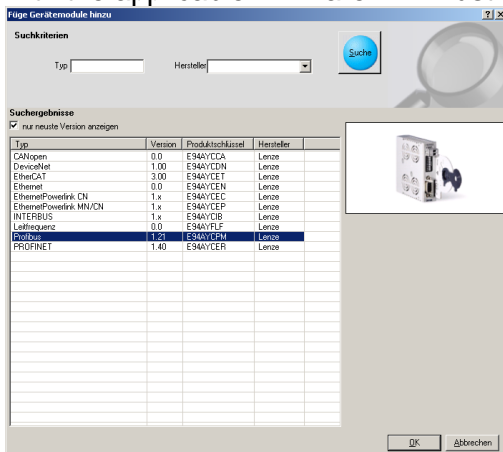 Füge Gerätemodule hinzu
Suchkriterien
Typ
Hersteller
Suche
Suchergebnisse
nur neuste Version anzeigen
Typ Version Produktschlüssel Hersteller
CANopen 0.0 E94AYCCA Lenze
DeviceNet 1.00 E94AYCDN Lenze
EtherCAT 3.00 E94AYCET Lenze
Ethernet 0.0 E94AYCEN Lenze
EthernetPowerlink CN 1.x E94AYCEC Lenze
EthernetPowerlink MN/CN 1.x E94AYCEP Lenze
INTERBUS 1.x E94AYCIB Lenze
Leitfrequenz 0.0 E94AYFLF Lenze
Profibus 1.21 E94AYCPM Lenze
PROFINET 1.40 E94AYCER Lenze
OK Abbrechen